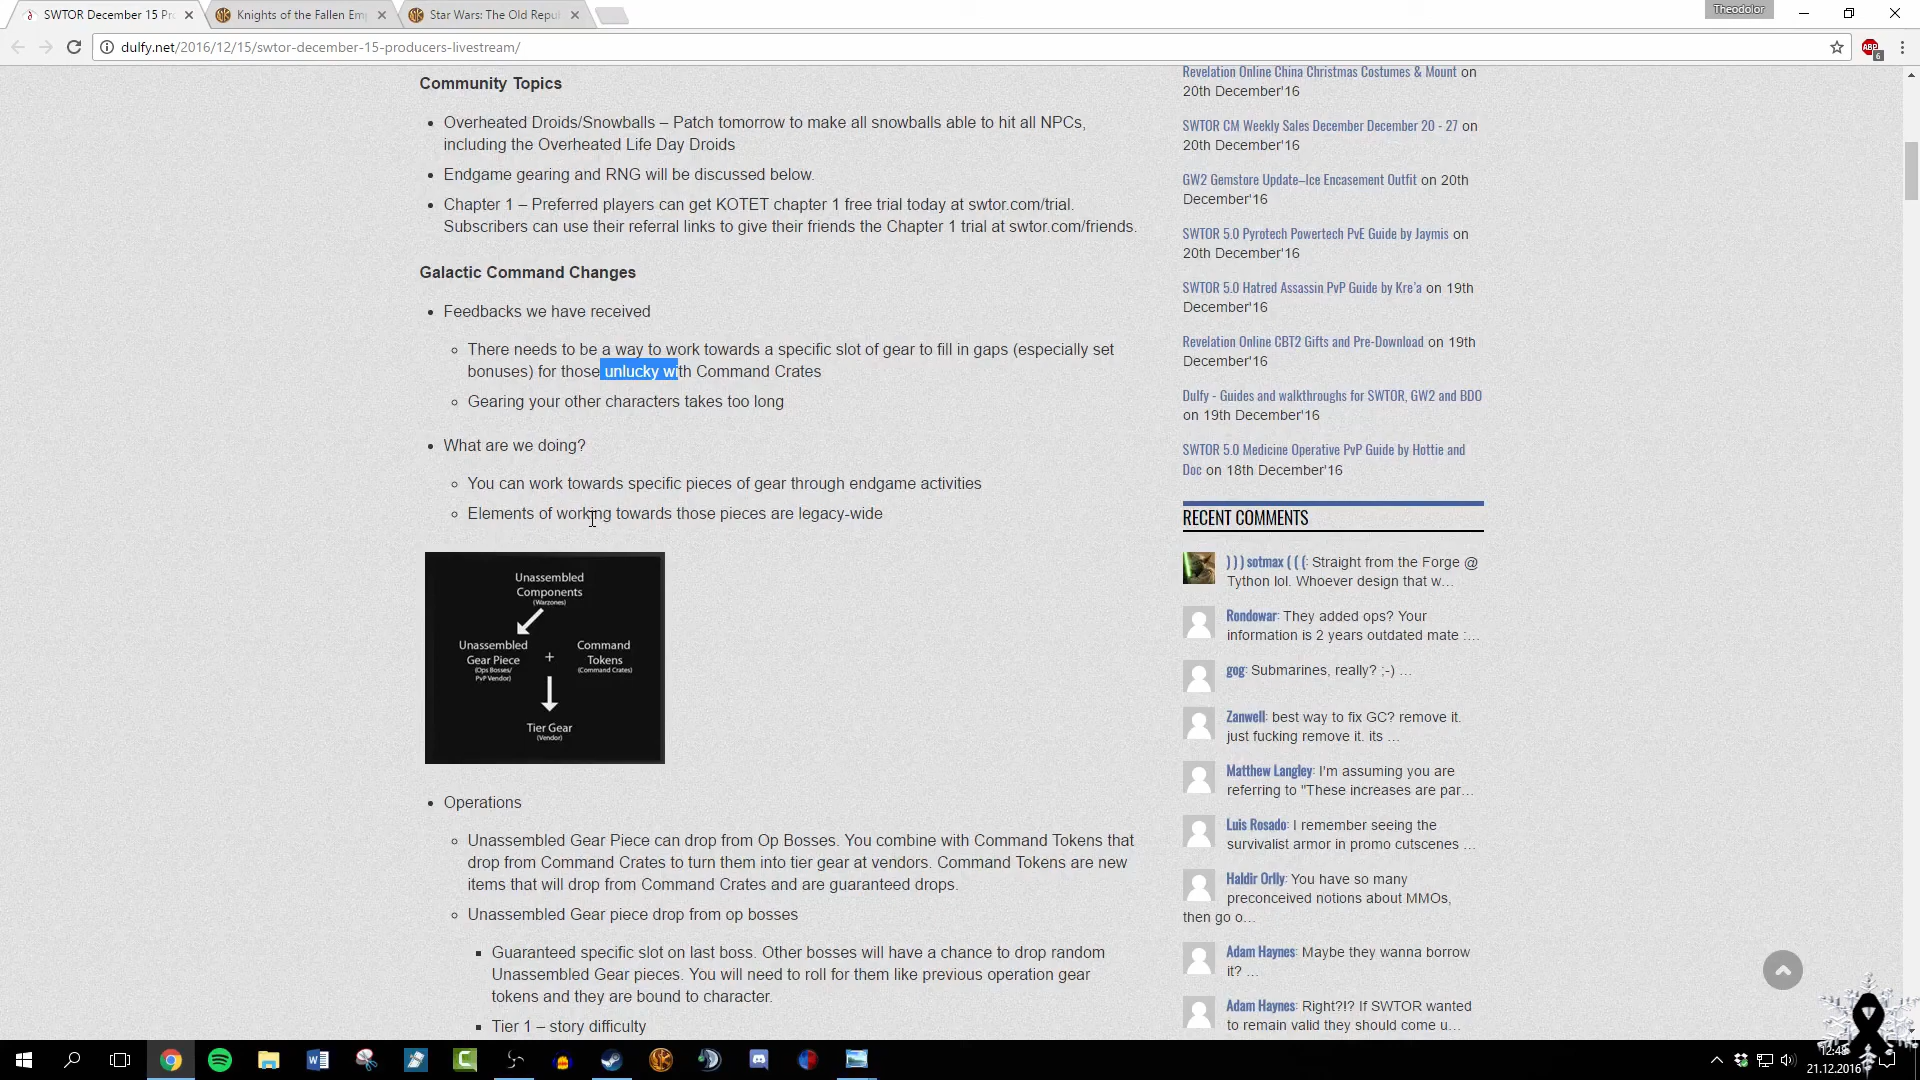 SWTOR December 15 Pr
Knights of the Fallen Emp
Star Wars: The Old Repul
Theodolor
dulfy.net/2016/12/15/swtor-december-15-producers-livestream/
ABP
6
Community Topics
Overheated Droids/Snowballs – Patch tomorrow to make all snowballs able to hit all NPCs,
including the Overheated Life Day Droids
Endgame gearing and RNG will be discussed below.
Chapter 1 – Preferred players can get KOTET chapter 1 free trial today at swtor.com/trial.
Subscribers can use their referral links to give their friends the Chapter 1 trial at swtor.com/friends.
Galactic Command Changes
Feedbacks we have received
There needs to be a way to work towards a specific slot of gear to fill in gaps (especially set
bonuses) for those unlucky with Command Crates
Gearing your other characters takes too long
What are we doing?
You can work towards specific pieces of gear through endgame activities
Elements of working towards those pieces are legacy-wide
Unassembled
Components
(Warzones)
Unassembled
Gear Piece
(Ops Bosses/
PvP Vendor)
+
Command
Tokens
(Command Crates)
Tier Gear
(Vendor)
Operations
Unassembled Gear Piece can drop from Op Bosses. You combine with Command Tokens that
drop from Command Crates to turn them into tier gear at vendors. Command Tokens are new
items that will drop from Command Crates and are guaranteed drops.
Unassembled Gear piece drop from op bosses
Guaranteed specific slot on last boss. Other bosses will have a chance to drop random
Unassembled Gear pieces. You will need to roll for them like previous operation gear
tokens and they are bound to character.
Tier 1 – story difficulty
Revelation Online China Christmas Costumes & Mount on
20th December'16
SWTOR CM Weekly Sales December December 20 - 27 on
20th December'16
GW2 Gemstore Update–Ice Encasement Outfit on 20th
December'16
SWTOR 5.0 Pyrotech Powertech PvE Guide by Jaymis on
20th December'16
SWTOR 5.0 Hatred Assassin PvP Guide by Kre'a on 19th
December'16
Revelation Online CBT2 Gifts and Pre-Download on 19th
December'16
Dulfy - Guides and walkthroughs for SWTOR, GW2 and BDO
on 19th December'16
SWTOR 5.0 Medicine Operative PvP Guide by Hottie and
Doc on 18th December'16
RECENT COMMENTS
) ) ) sotmax ( ( (: Straight from the Forge @
Tython lol. Whoever design that w…
Rondowar: They added ops? Your
information is 2 years outdated mate :…
gog: Submarines, really? ;-) …
Zanwell: best way to fix GC? remove it.
just fucking remove it. its …
Matthew Langley: I'm assuming you are
referring to "These increases are par…
Luis Rosado: I remember seeing the
survivalist armor in promo cutscenes …
Haldir Orlly: You have so many
preconceived notions about MMOs,
then go o…
Adam Haynes: Maybe they wanna borrow
it? …
Adam Haynes: Right?!? If SWTOR wanted
to remain valid they should come u…
12:48
21.12.2016